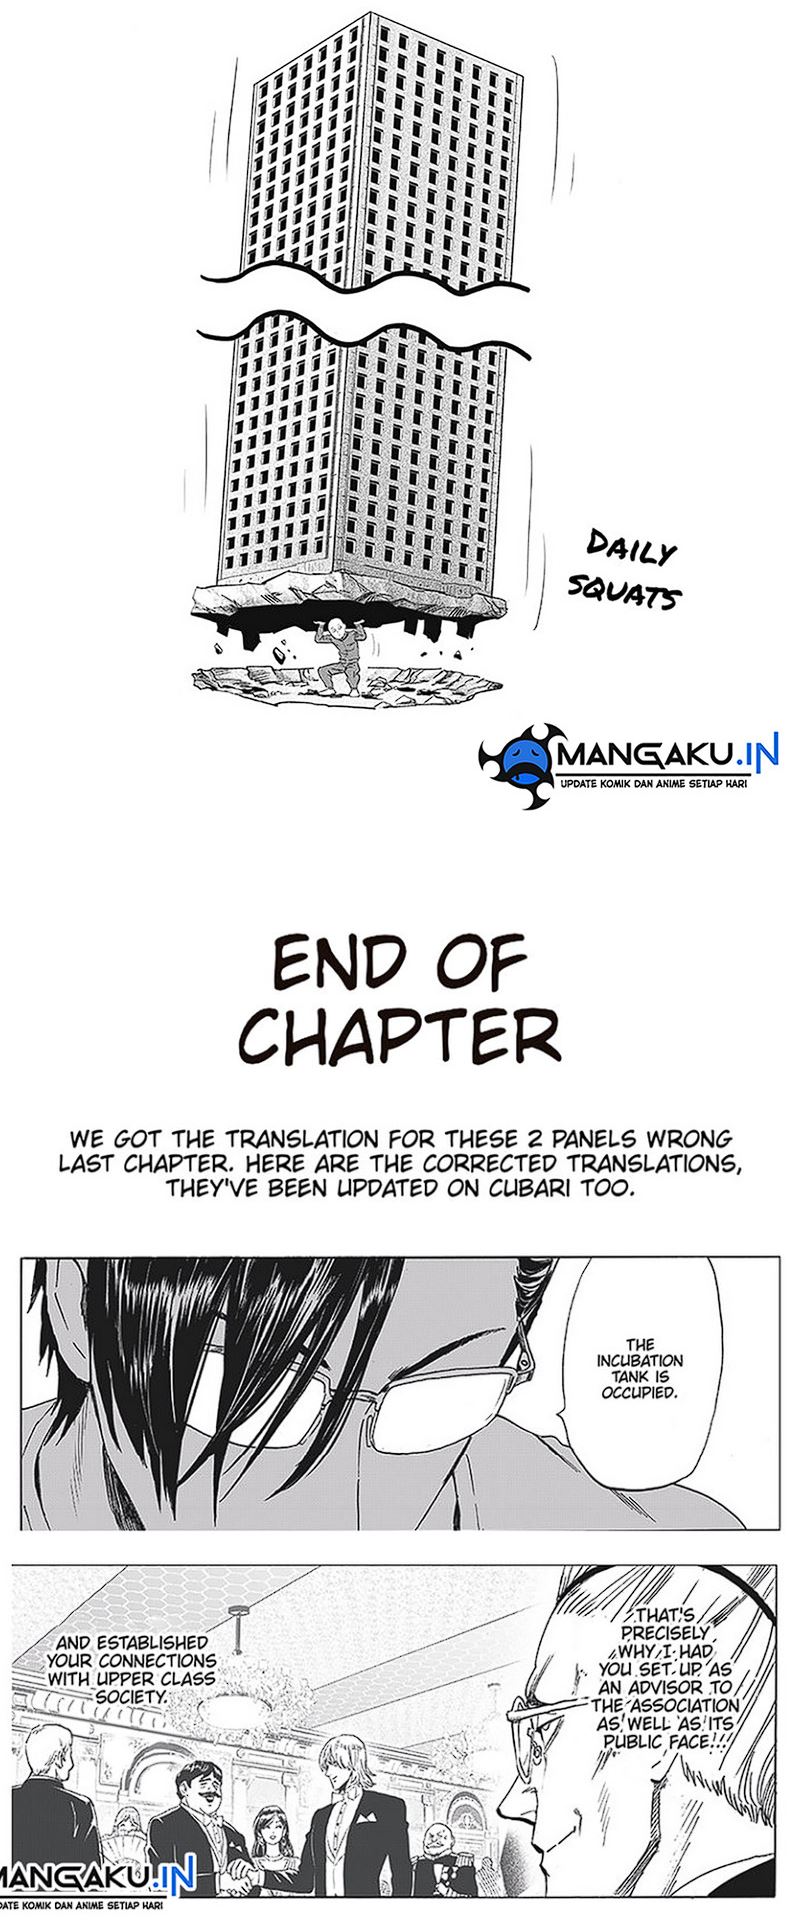 DAILY
SQUATS
MANGAKU.IN
UPDATE KOMIK DAN ANIME SETIAP HARI
END OF
CHAPTER
WE GOT THE TRANSLATION FOR THESE 2 PANELS WRONG
LAST CHAPTER. HERE ARE THE CORRECTED TRANSLATIONS,
THEY'VE BEEN UPDATED ON CUBARI TOO.
THE
INCUBATION
TANK IS
OCCUPIED.
THAT'S
PRECISELY
WHY I HAD
YOU SET UP AS
AN ADVISOR TO
THE ASSOCIATION
AS WELL AS ITS
PUBLIC FACE!!
AND ESTABLISHED
YOUR CONNECTIONS
WITH UPPER CLASS
SOCIETY.
MANGAKU.IN
PDATE KOMIK DAN ANIME SETIAP HARI